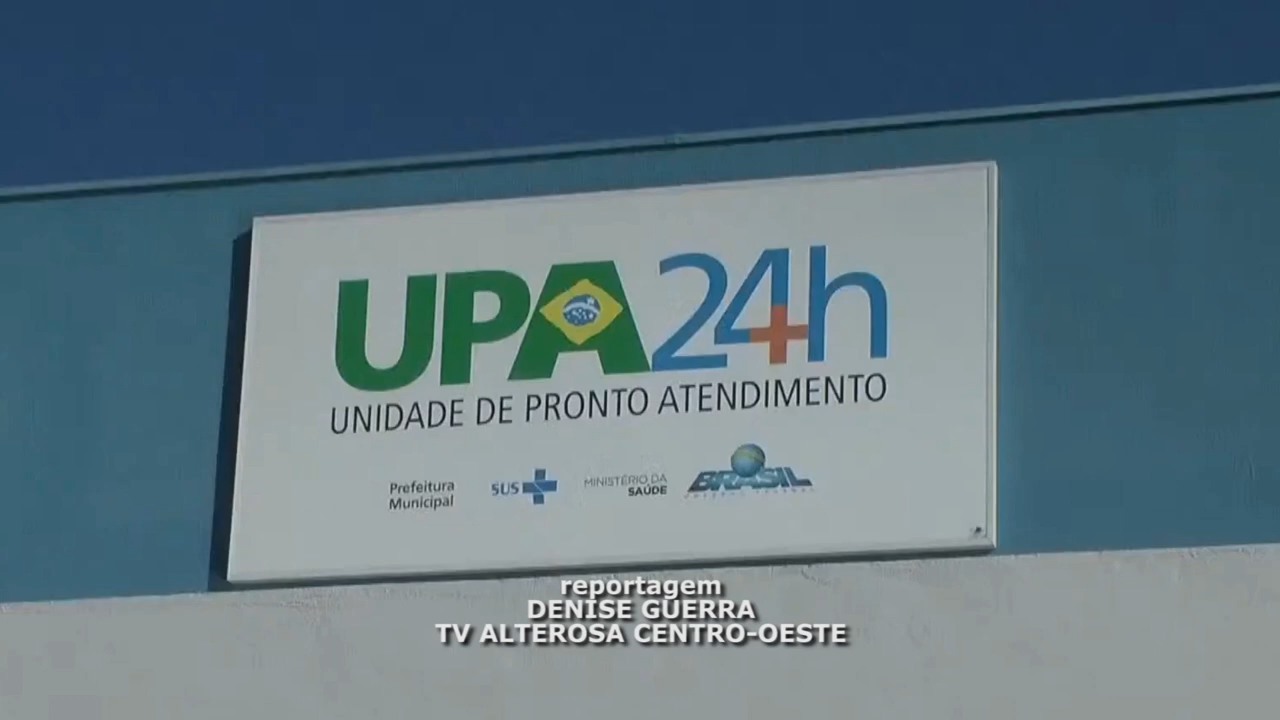 UPA24h
UNIDADE DE PRONTO ATENDIMENTO
Prefeitura
Municipal
SUS
MINISTÉRIO DA
SAÚDE
BRASIL
reportagem
DENISE GUERRA
TV ALTEROSA CENTRO-OESTE